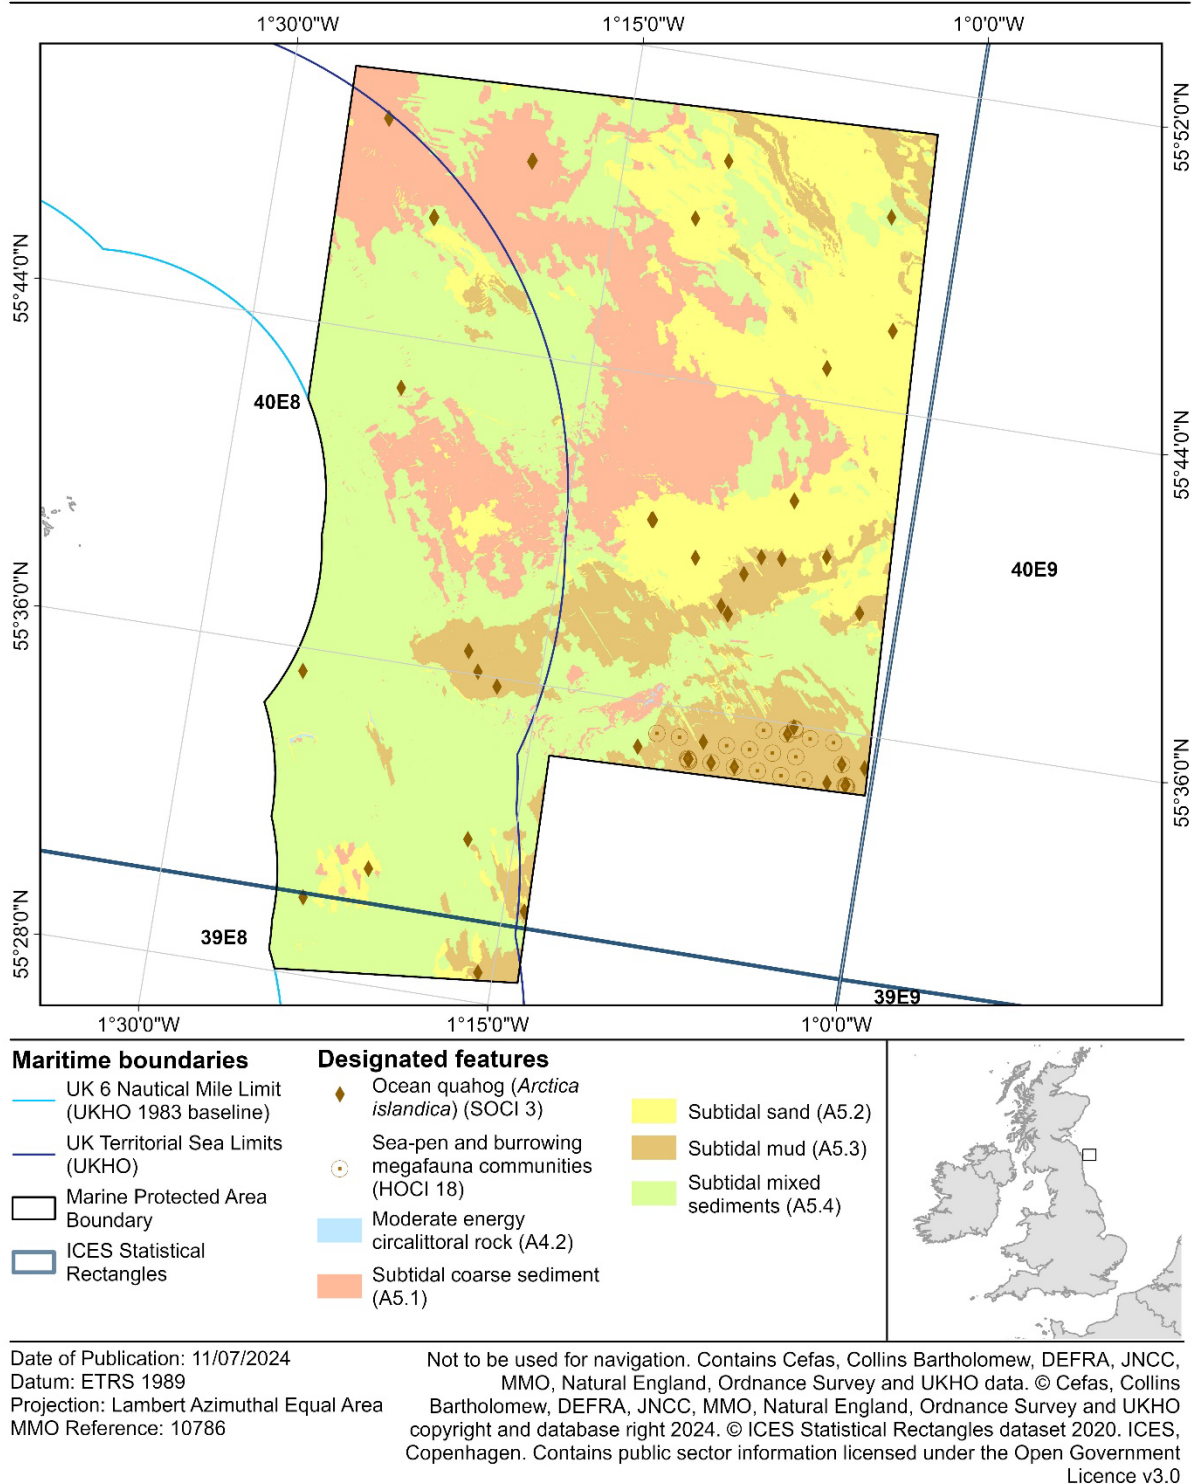 1°30'0"W
1°15'0"W
1°0'0"W
55°52'0"N
55°44'0"N
55°44'0"N
55°36'0"N
55°36'0"N
55°28'0"N
40E8
40E9
39E8
39E9
1°30'0"W
1°15'0"W
1°0'0"W
Maritime boundaries
UK 6 Nautical Mile Limit
(UKHO 1983 baseline)
UK Territorial Sea Limits
(UKHO)
Marine Protected Area
Boundary
ICES Statistical
Rectangles
Designated features
Ocean quahog (Arctica
islandica) (SOCI 3)
Sea-pen and burrowing
megafauna communities
(HOCI 18)
Moderate energy
circalittoral rock (A4.2)
Subtidal coarse sediment
(A5.1)
Subtidal sand (A5.2)
Subtidal mud (A5.3)
Subtidal mixed
sediments (A5.4)
Date of Publication: 11/07/2024
Datum: ETRS 1989
Projection: Lambert Azimuthal Equal Area
MMO Reference: 10786
Not to be used for navigation. Contains Cefas, Collins Bartholomew, DEFRA, JNCC,
MMO, Natural England, Ordnance Survey and UKHO data. © Cefas, Collins
Bartholomew, DEFRA, JNCC, MMO, Natural England, Ordnance Survey and UKHO
copyright and database right 2024. © ICES Statistical Rectangles dataset 2020. ICES,
Copenhagen. Contains public sector information licensed under the Open Government
Licence v3.0